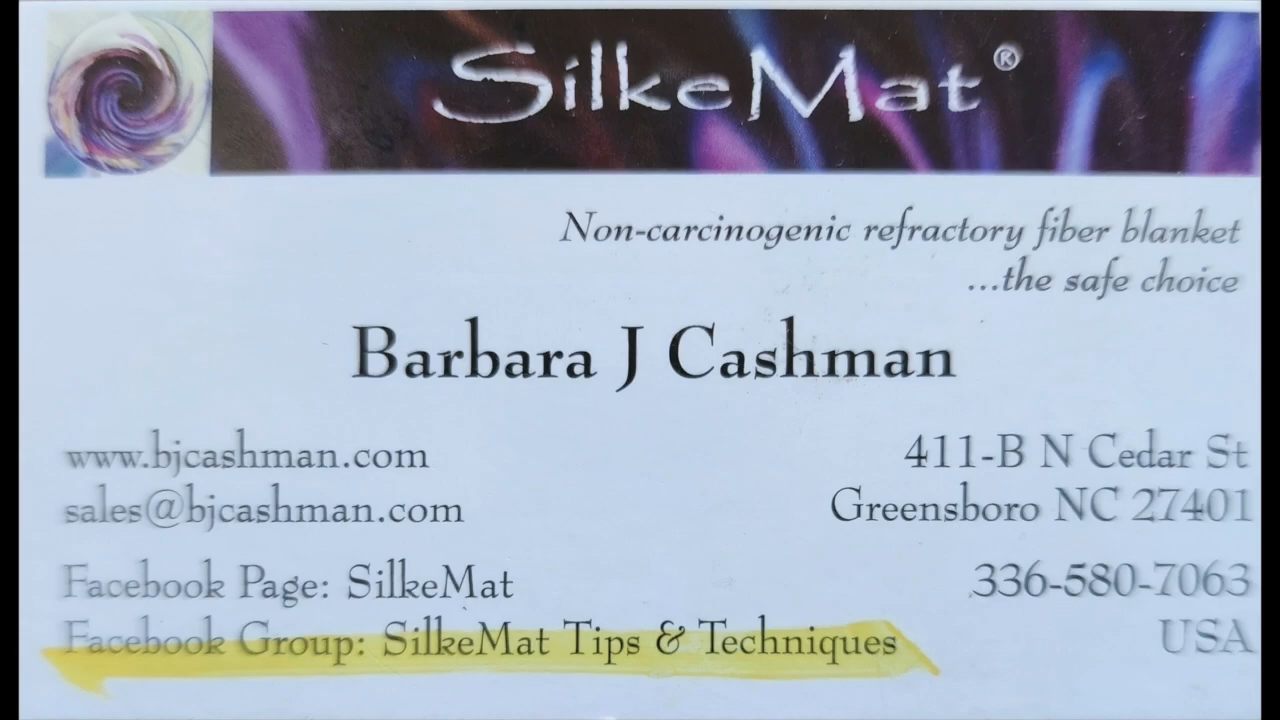 SilkeMat®
Non-carcinogenic refractory fiber blanket
...the safe choice
Barbara J Cashman
www.bjcashman.com
sales@bjcashman.com
411-B N Cedar St
Greensboro NC 27401
Facebook Page: SilkeMat
Facebook Group: SilkeMat Tips & Techniques
336-580-7063
USA